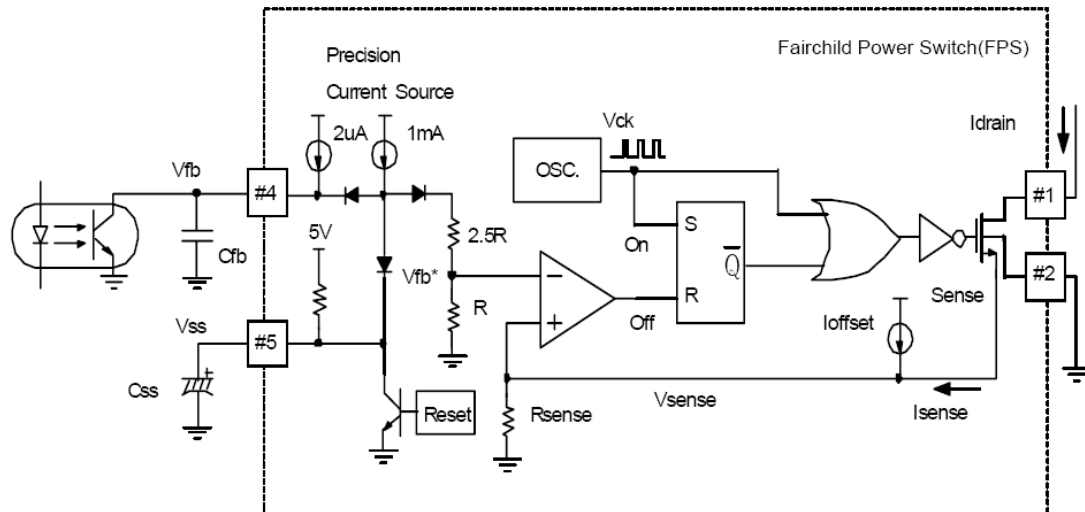 Fairchild Power Switch(FPS)
Precision
Current Source
2uA
1mA
Vck
Idrain
OSC.
Vfb
#4
#1
5V
2.5R
S
On
Q
Cfb
Vfb*
−
#2
R
R
Sense
+
Off
Ioffset
Vss
#5
+
Css
Reset
Rsense
Vsense
Isense